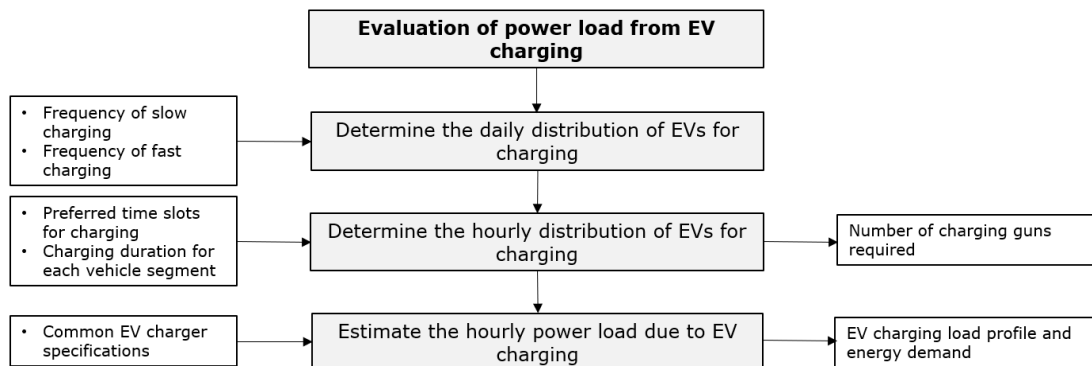 Evaluation of power load from EV
charging
• Frequency of slow
charging
• Frequency of fast
charging
Determine the daily distribution of EVs for
charging
• Preferred time slots
for charging
• Charging duration for
each vehicle segment
Determine the hourly distribution of EVs for
charging
Number of charging guns
required
• Common EV charger
specifications
Estimate the hourly power load due to EV
charging
EV charging load profile and
energy demand